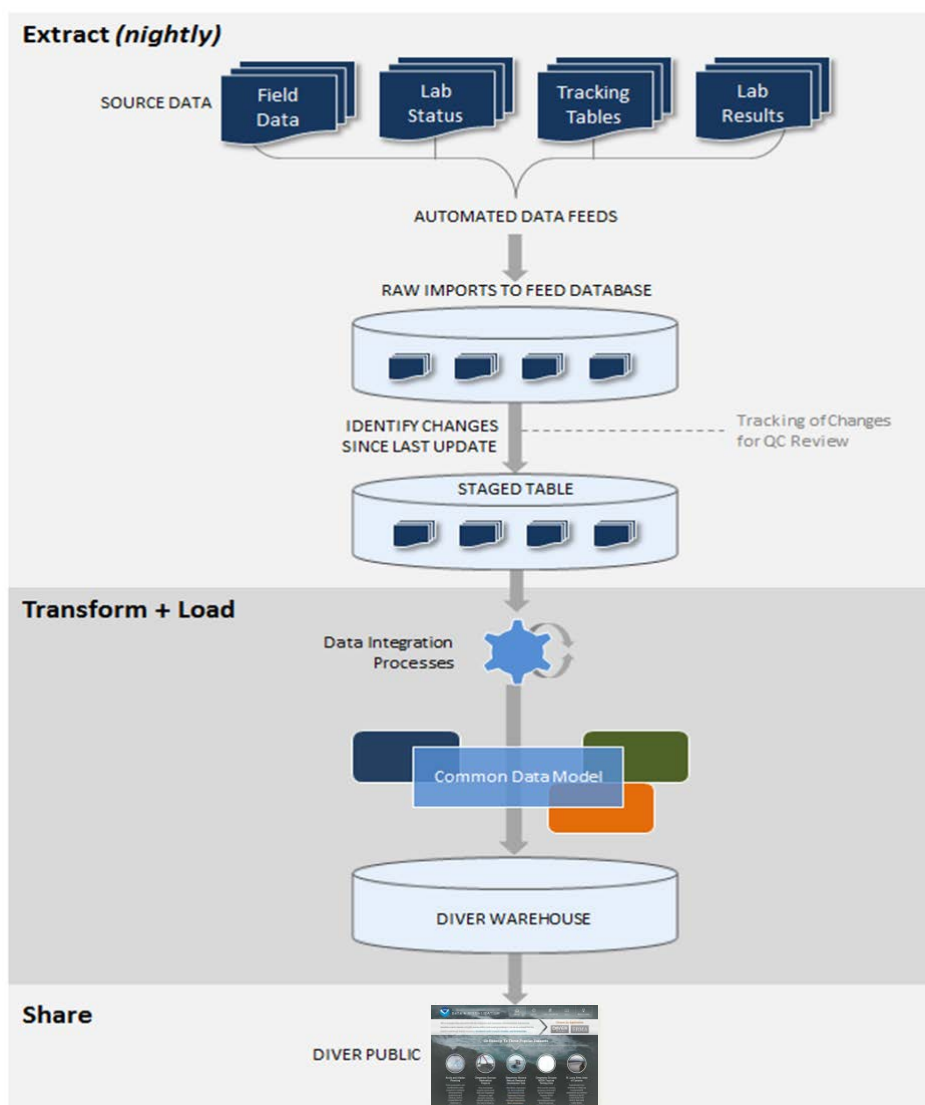 Extract (nightly)
SOURCE DATA
Field
Data
Lab
Status
Tracking
Tables
Lab
Results
AUTOMATED DATA FEEDS
RAW IMPORTS TO FEED DATABASE
IDENTIFY CHANGES
SINCE LAST UPDATE
Tracking of Changes
for QC Review
STAGED TABLE
Transform + Load
Data Integration
Processes
Common Data Model
DIVER WAREHOUSE
Share
DIVER PUBLIC